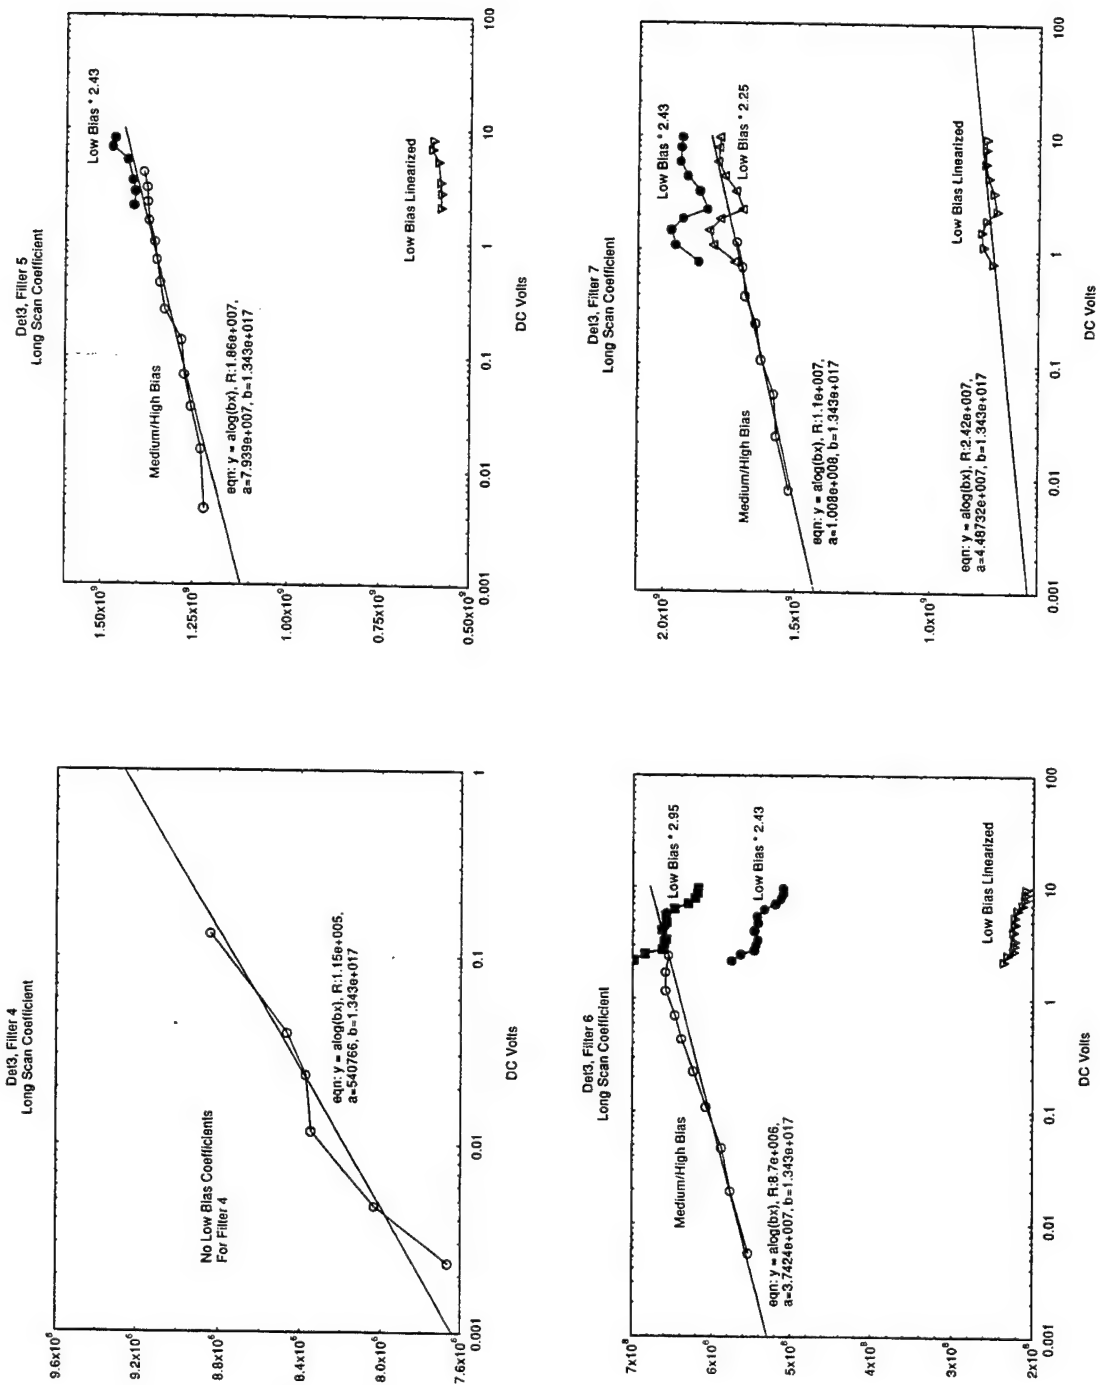 Det3, Filter 4
Long Scan Coefficient
9.6x10⁶
9.2x10⁶
8.8x10⁶
8.4x10⁶
8.0x10⁶
7.6x10⁶
No Low Bias Coefficients
For Filter 4
eqn: y = alog(bx), R:1.15e+005,
a=540766, b=1.343e+017
0.001
0.01
0.1
1
DC Volts
Det3, Filter 5
Long Scan Coefficient
1.50x10⁹
1.25x10⁹
1.00x10⁹
0.75x10⁹
0.50x10⁹
Low Bias * 2.43
Medium/High Bias
eqn: y = alog(bx), R:1.86e+007,
a=7.939e+007, b=1.343e+017
Low Bias Linearized
0.001
0.01
0.1
1
10
100
DC Volts
Det3, Filter 6
Long Scan Coefficient
7x10⁸
6x10⁸
5x10⁸
4x10⁸
3x10⁸
2x10⁸
Low Bias * 2.95
Medium/High Bias
Low Bias * 2.43
eqn: y = alog(bx), R:8.7e+006,
a=3.7424e+007, b=1.343e+017
Low Bias Linearized
0.001
0.01
0.1
1
10
100
DC Volts
Det3, Filter 7
Long Scan Coefficient
2.0x10⁹
1.5x10⁹
1.0x10⁹
Low Bias * 2.43
Low Bias * 2.25
Medium/High Bias
eqn: y = alog(bx), R:1.1e+007,
a=1.008e+008, b=1.343e+017
Low Bias Linearized
eqn: y = alog(bx), R:2.42e+007,
a=4.48732e+007, b=1.343e+017
0.001
0.01
0.1
1
10
100
DC Volts